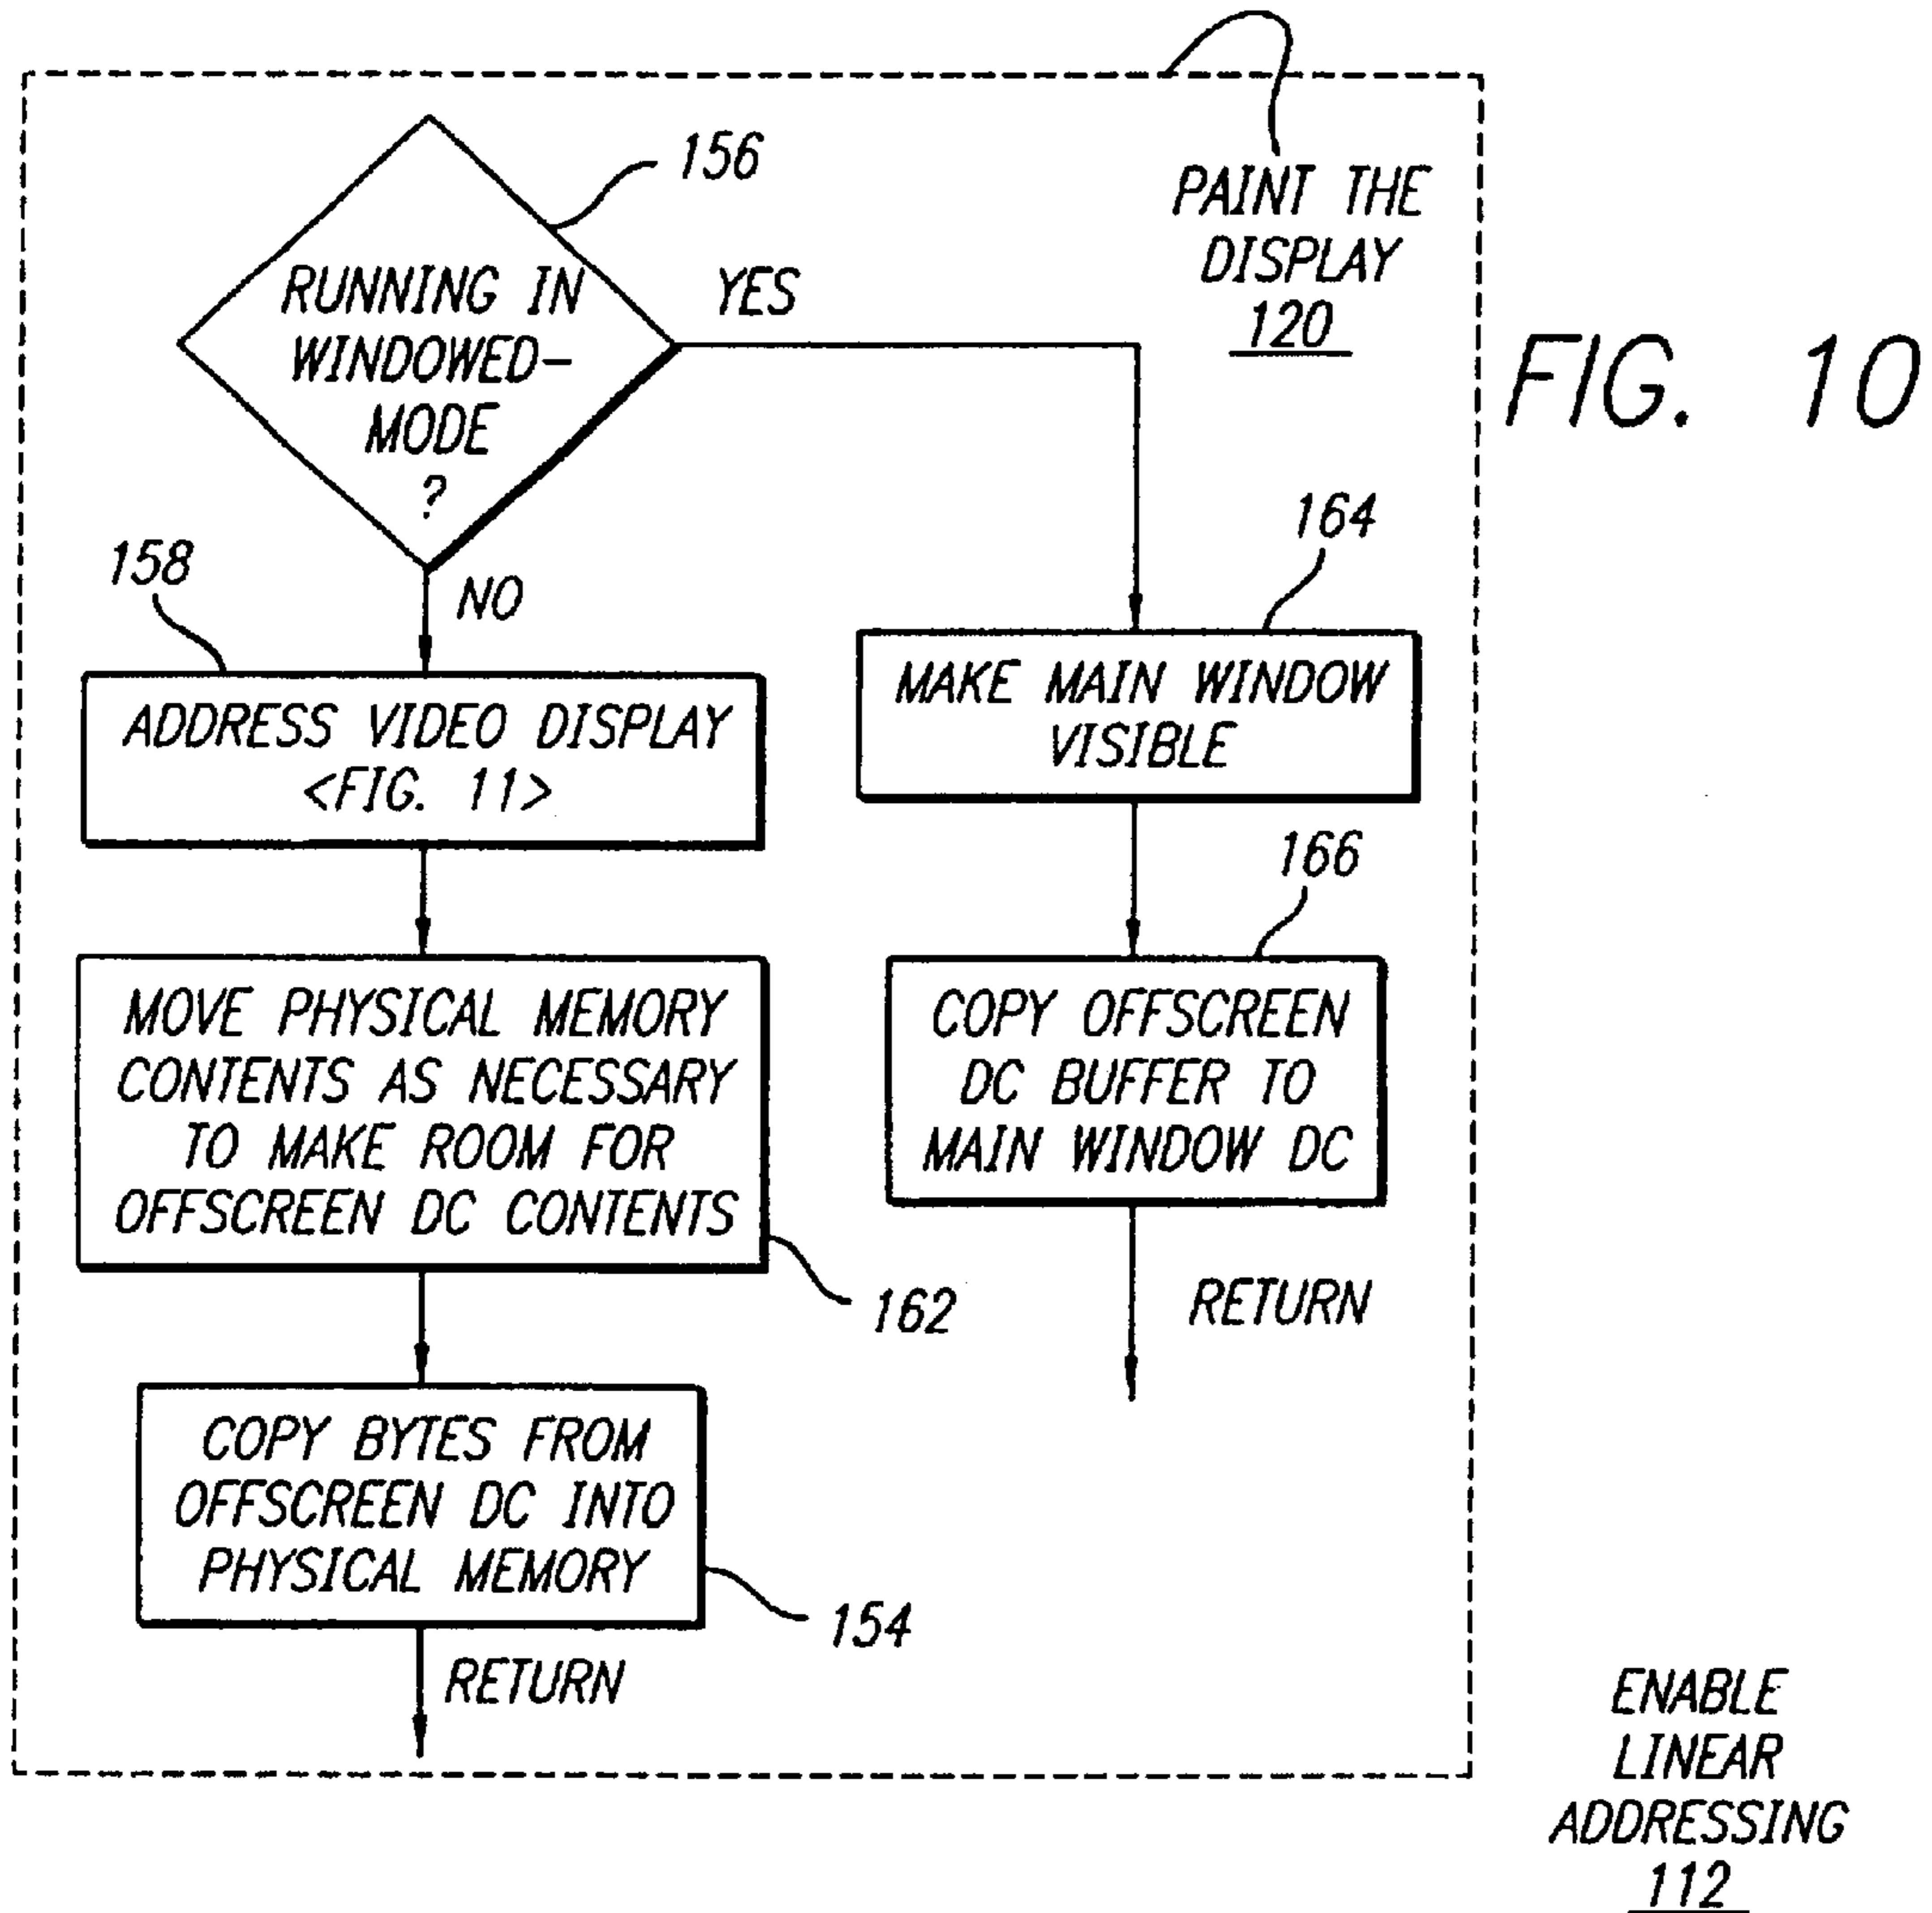 156
RUNNING IN
WINDOWED-
MODE
?
YES
NO
PAINT THE
DISPLAY
120
FIG. 10
158
ADDRESS VIDEO DISPLAY
<FIG. 11>
164
MAKE MAIN WINDOW
VISIBLE
166
MOVE PHYSICAL MEMORY
CONTENTS AS NECESSARY
TO MAKE ROOM FOR
OFFSCREEN DC CONTENTS
162
COPY OFFSCREEN
DC BUFFER TO
MAIN WINDOW DC
RETURN
COPY BYTES FROM
OFFSCREEN DC INTO
PHYSICAL MEMORY
154
RETURN
ENABLE
LINEAR
ADDRESSING
112